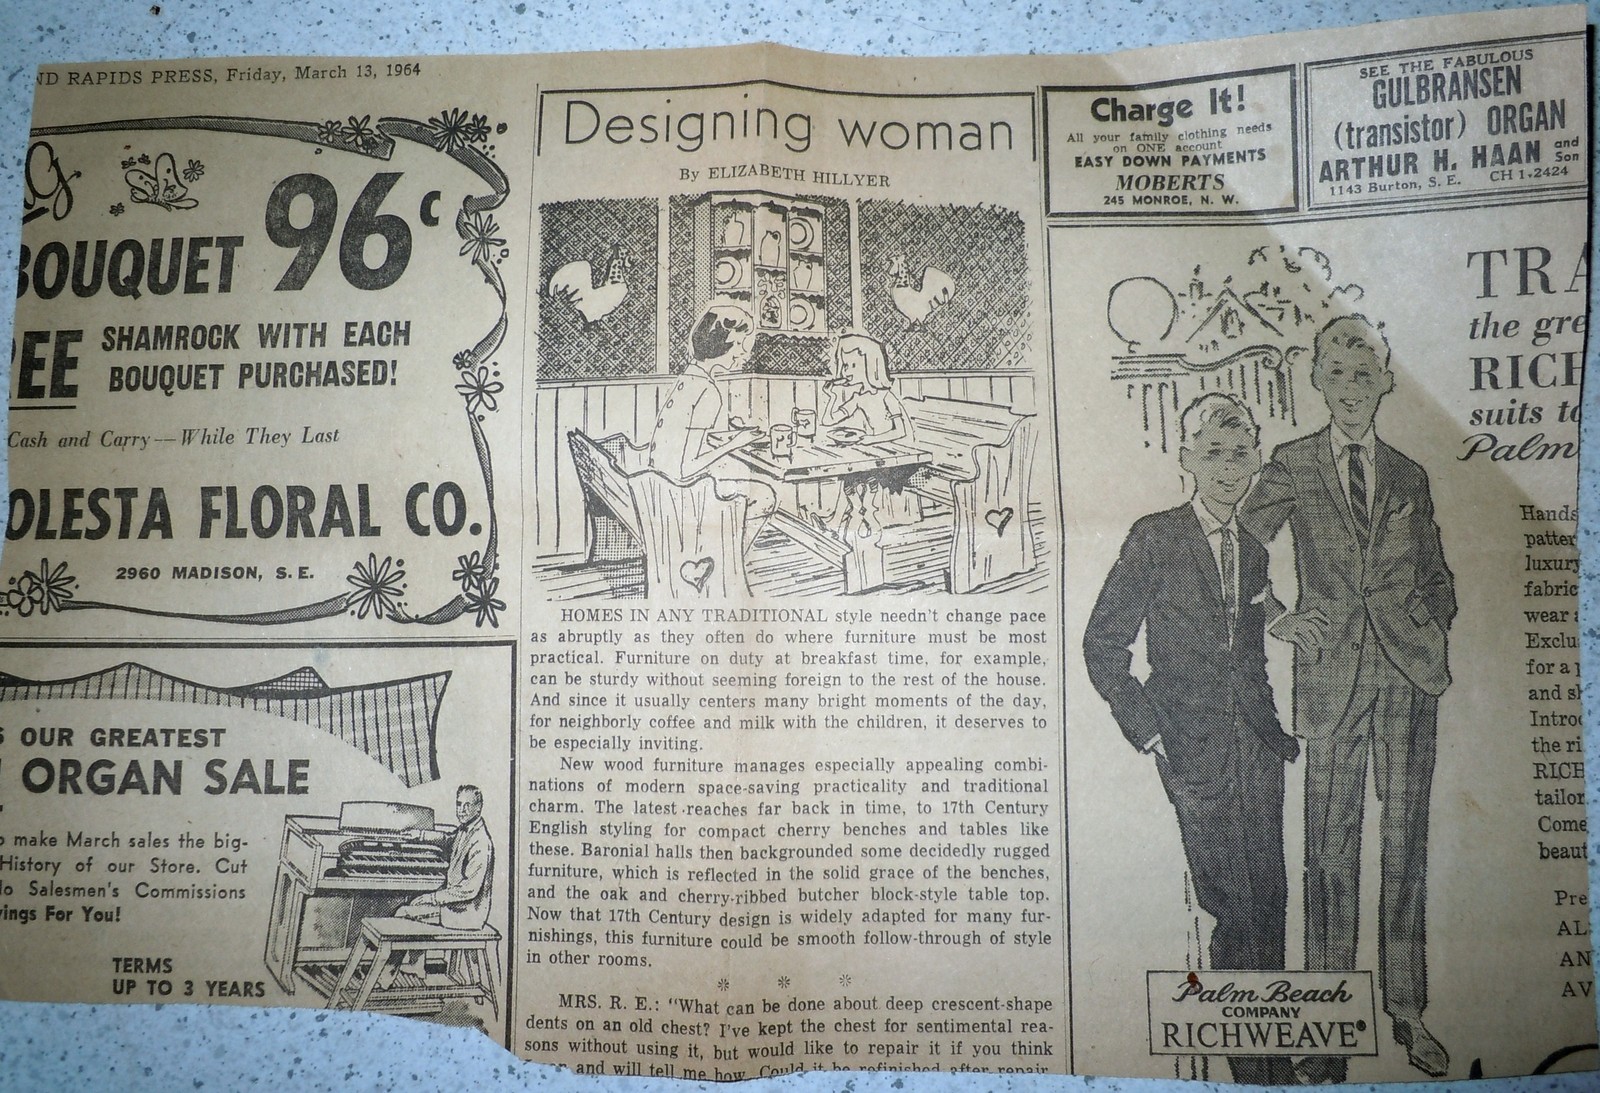 RAPIDS PRESS, Friday, March 13, 1964
BOUQUET 96c
SHAMROCK WITH EACH
BOUQUET PURCHASED!
Cash and Carry—While They Last
FLORAL CO.
2960 MADISON, S. E.
OUR GREATEST
ORGAN SALE
make March sales the big-
History of our Store. Cut
Salesmen's Commissions
For You!
TERMS
UP TO 3 YEARS
Designing woman
By ELIZABETH HILLYER
HOMES IN ANY TRADITIONAL style needn't change pace
as abruptly as they often do where furniture must be most
practical. Furniture on duty at breakfast time, for example,
can be sturdy without seeming foreign to the rest of the house.
And since it usually centers many bright moments of the day,
for neighborly coffee and milk with the children, it deserves to
be especially inviting.
New wood furniture manages especially appealing combi-
nations of modern space-saving practicality and traditional
charm. The latest reaches far back in time, to 17th Century
English styling for compact cherry benches and tables like
these. Baronial halls then backgrounded some decidedly rugged
furniture, which is reflected in the solid grace of the benches,
and the oak and cherry-ribbed butcher block-style table top.
Now that 17th Century design is widely adapted for many fur-
nishings, this furniture could be smooth follow-through of style
in other rooms.
* * *
MRS. R. E.: "What can be done about deep crescent-shape
dents on an old chest? I've kept the chest for sentimental rea-
sons without using it, but would like to repair it if you think
and will tell me how. Could it be refinished after repair
Charge It!
All your family clothing needs
on ONE account
EASY DOWN PAYMENTS
MOBERTS
245 MONROE, N. W.
SEE THE FABULOUS
GULBRANSEN
(transistor) ORGAN
ARTHUR H. HAAN and Son
1143 Burton, S. E. CH 1-2424
TRA
the gre
RICH
suits to
Palm
Hands
patter
luxury
fabric
wear
Exclu
for a
and sh
Introd
the ri
RICH
tailor
Come
beaut
Pre
AL
AN
AV
Palm Beach
COMPANY
RICHWEAVE®